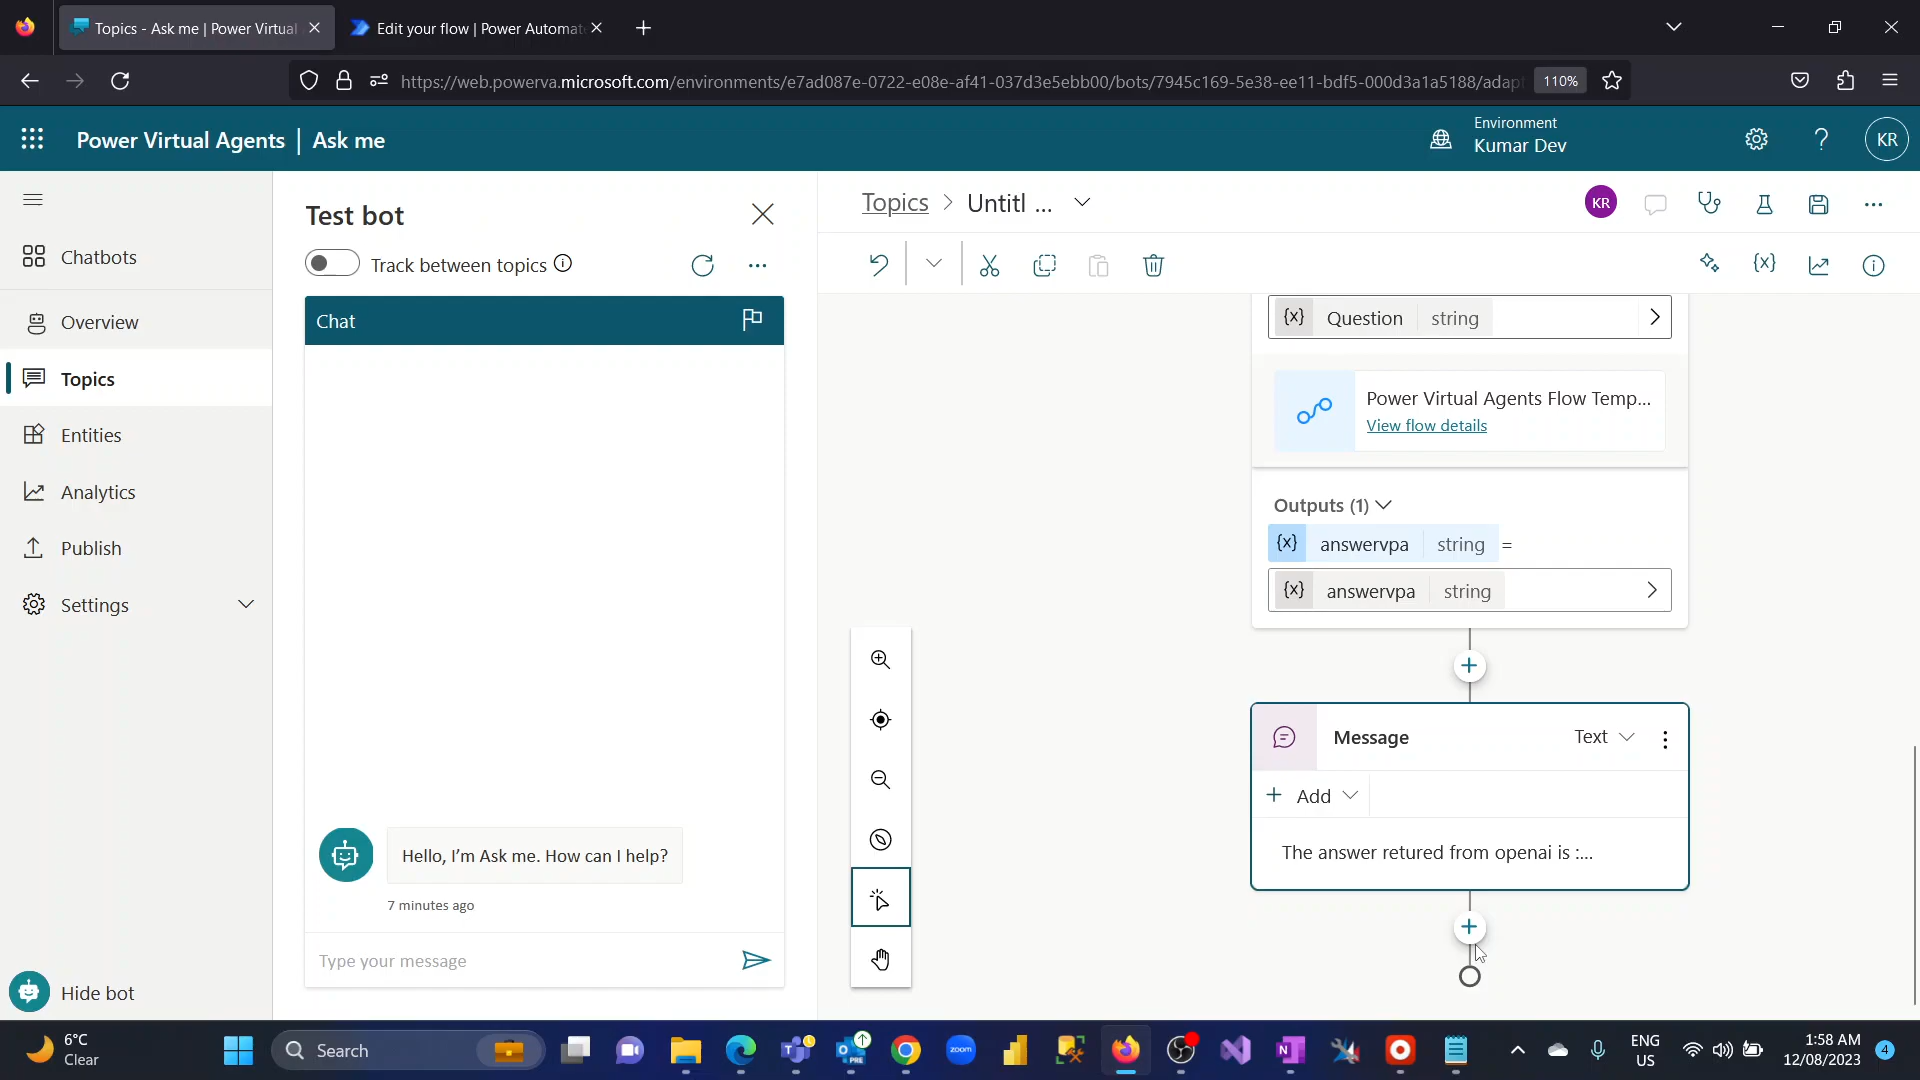 Topics - Ask me | Power Virtual
Edit your flow | Power Automat
https://web.powerva.microsoft.com/environments/e7ad087e-0722-e08e-af41-037d3e5ebb00/bots/7945c169-5e38-ee11-bdf5-000d3a1a5188/adapt
110%
Power Virtual Agents | Ask me
Environment
Kumar Dev
KR
Chatbots
Overview
Topics
Entities
Analytics
Publish
Settings
Hide bot
Test bot
Track between topics
Chat
Hello, I'm Ask me. How can I help?
7 minutes ago
Type your message
Topics > Untitl ...
KR
{x} Question string
Power Virtual Agents Flow Temp...
View flow details
Outputs (1)
{x} answervpa string =
{x} answervpa string
Message
Text
+ Add
The answer retured from openai is :...
6°C
Clear
Search
zoom
PRE
ENG
US
1:58 AM
12/08/2023
4